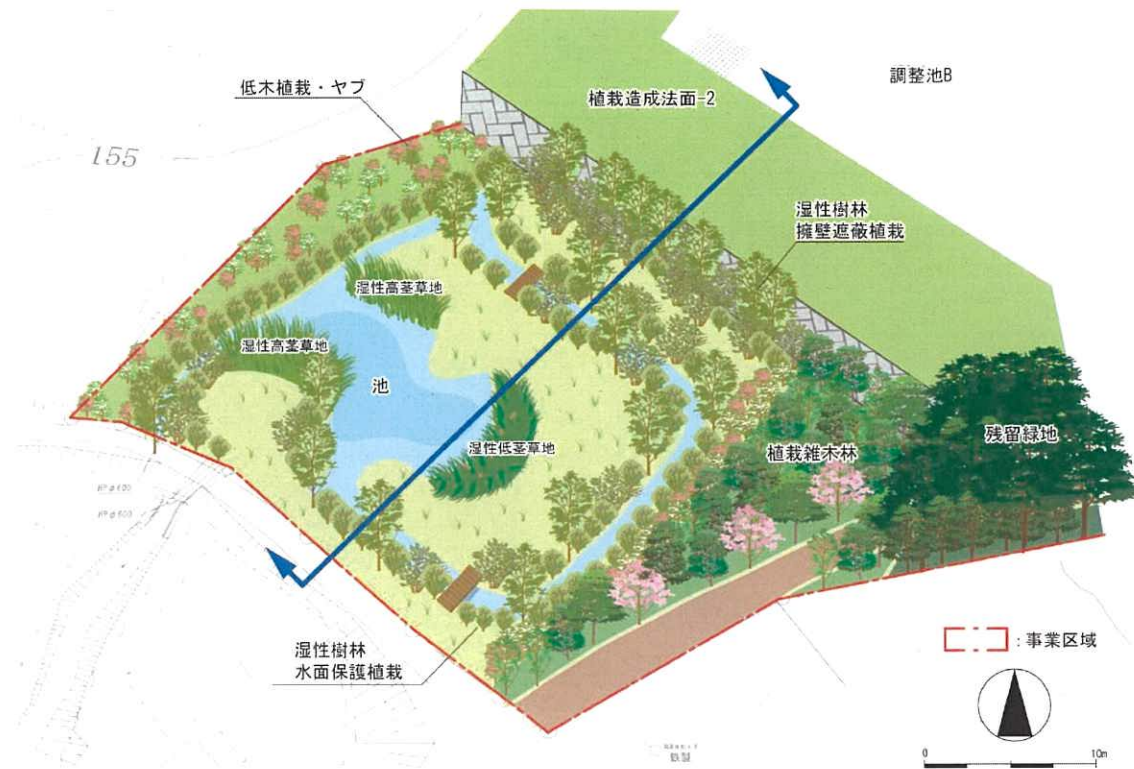 調整池B
植栽造成法面-2
低木植栽・ヤブ
155
湿性樹林
擁壁遮蔽植栽
湿性高茎草地
湿性高茎草地
池
湿性低茎草地
植栽雑木林
残留緑地
湿性樹林
水面保護植栽
: 事業区域
0
10m